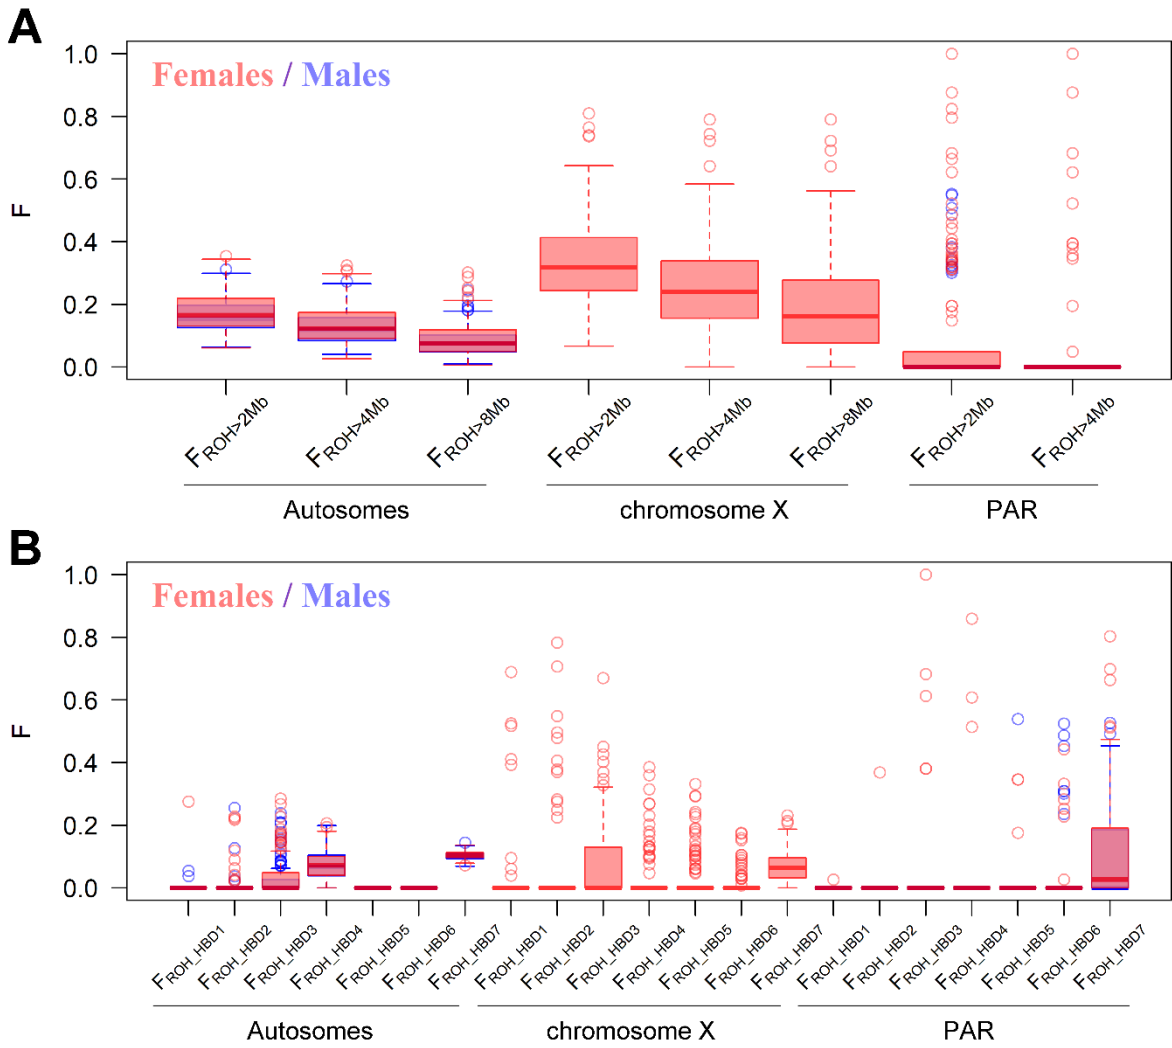 A
Females / Males
F
1.0
0.8
0.6
0.4
0.2
0.0
FROH>2Mb
FROH>4Mb
FROH>8Mb
FROH>2Mb
FROH>4Mb
FROH>8Mb
FROH>2Mb
FROH>4Mb
Autosomes
chromosome X
PAR
B
Females / Males
F
1.0
0.8
0.6
0.4
0.2
0.0
FROH_HBD1
FROH_HBD2
FROH_HBD3
FROH_HBD4
FROH_HBD5
FROH_HBD6
FROH_HBD7
FROH_HBD1
FROH_HBD2
FROH_HBD3
FROH_HBD4
FROH_HBD5
FROH_HBD6
FROH_HBD7
FROH_HBD1
FROH_HBD2
FROH_HBD3
FROH_HBD4
FROH_HBD5
FROH_HBD6
FROH_HBD7
Autosomes
chromosome X
PAR